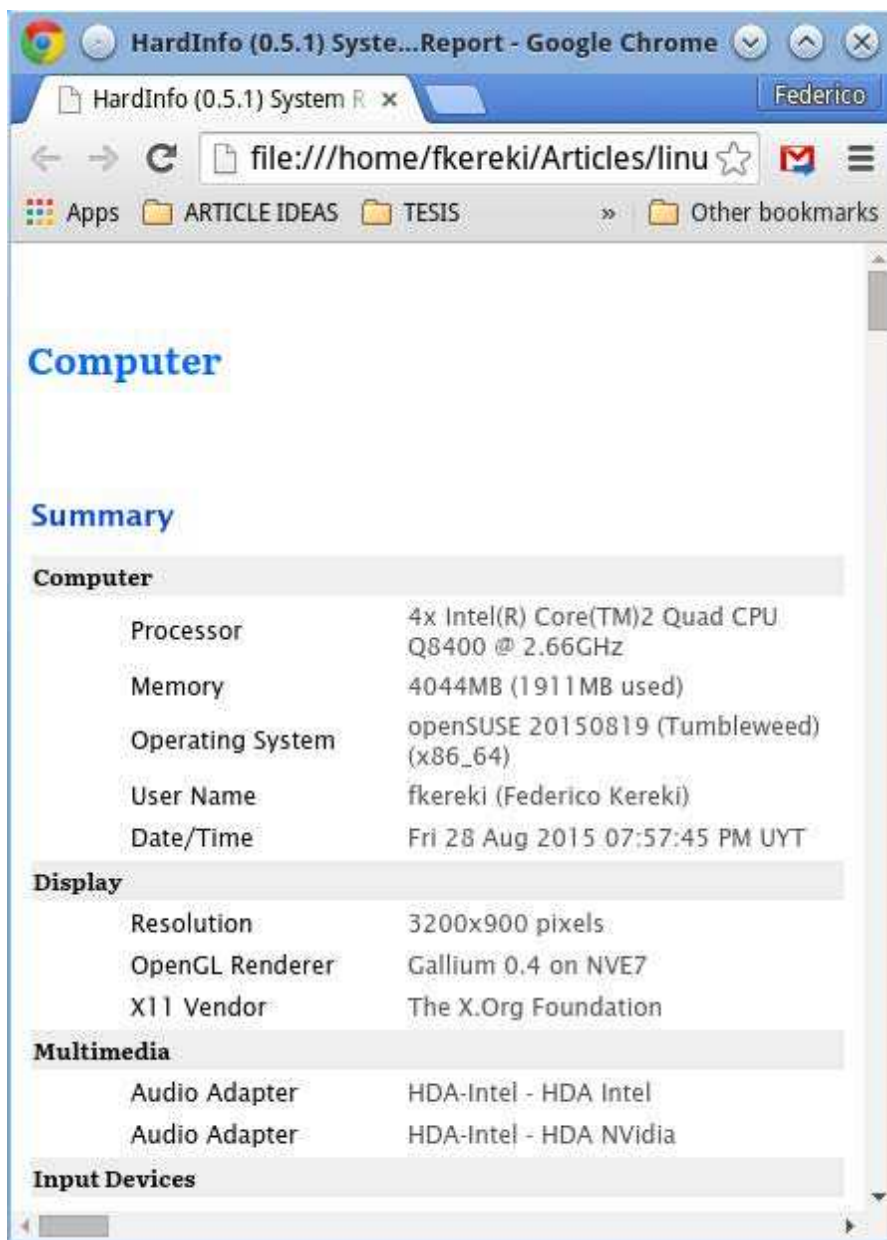 HardInfo (0.5.1) Syste...Report - Google Chrome
HardInfo (0.5.1) System R
Federico
file:///home/fkereki/Articles/linu
Apps
ARTICLE IDEAS
TESIS
»
Other bookmarks
Computer
Summary
Computer
Processor 4x Intel(R) Core(TM)2 Quad CPU
Q8400 @ 2.66GHz
Memory 4044MB (1911MB used)
Operating System openSUSE 20150819 (Tumbleweed)
(x86_64)
User Name fkereki (Federico Kereki)
Date/Time Fri 28 Aug 2015 07:57:45 PM UYT
Display
Resolution 3200x900 pixels
OpenGL Renderer Gallium 0.4 on NVE7
X11 Vendor The X.Org Foundation
Multimedia
Audio Adapter HDA-Intel - HDA Intel
Audio Adapter HDA-Intel - HDA NVidia
Input Devices